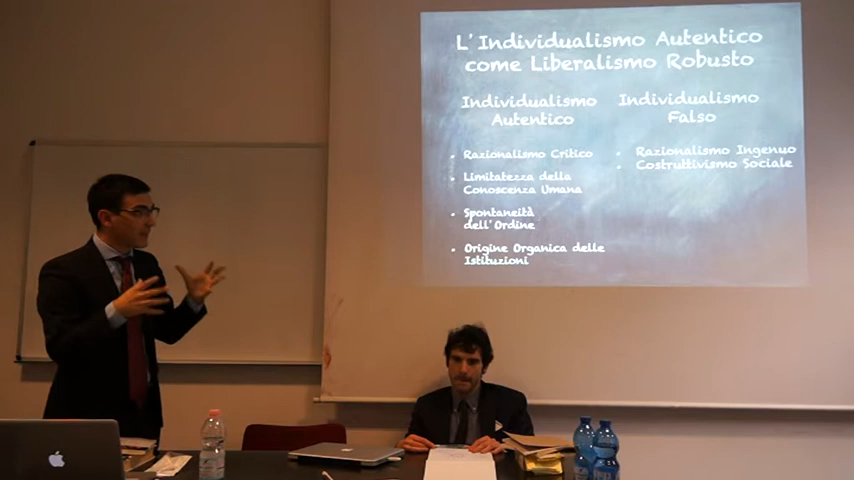 L'Individualismo Autentico
come Liberalismo Robusto
Individualismo
Autentico
• Razionalismo Critico
• Limitatezza della
Conoscenza Umana
• Spontaneità
dell'Ordine
• Origine Organica delle
Istituzioni
Individualismo
Falso
• Razionalismo Ingenuo
• Costruttivismo Sociale